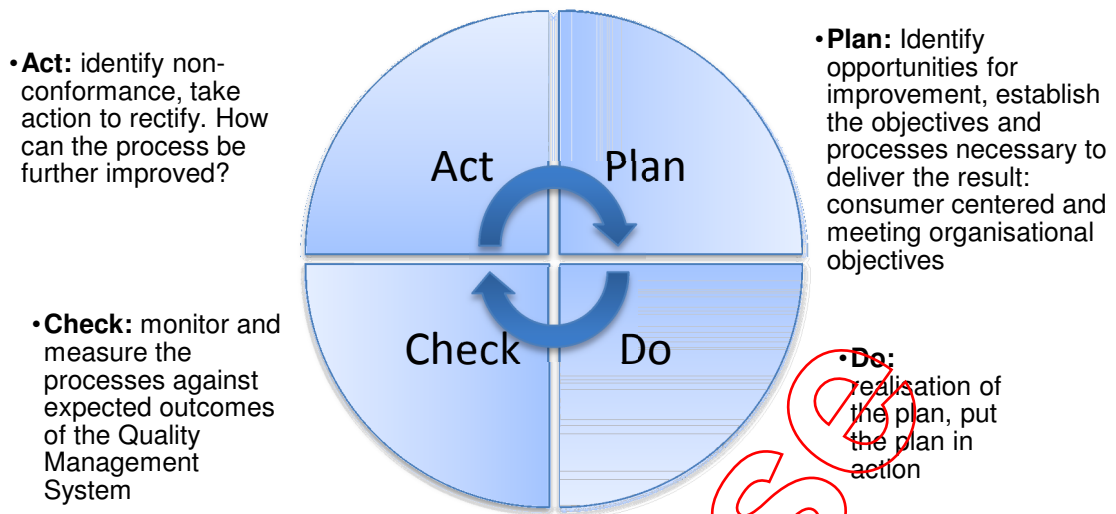 •Act: identify non-
conformance, take
action to rectify. How
can the process be
further improved?
•Plan: Identify
opportunities for
improvement, establish
the objectives and
processes necessary to
deliver the result:
consumer centered and
meeting organisational
objectives
Act
Plan
Check
Do
•Check: monitor and
measure the
processes against
expected outcomes
of the Quality
Management
System
•Do:
realisation of
the plan, put
the plan in
action
se